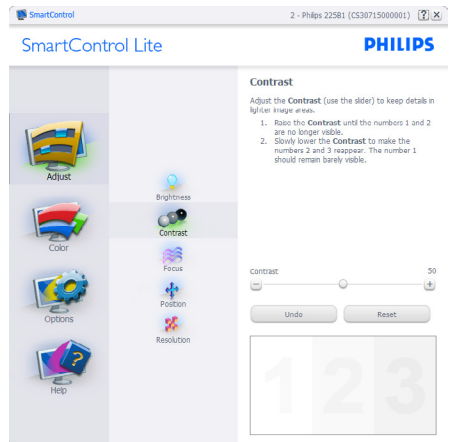 SmartControl
2 - Philips 225B1 (CS30715000001)
? X
SmartControl Lite
PHILIPS
Adjust
Color
Options
Help
Brightness
Contrast
Focus
Position
Resolution
Contrast
Adjust the Contrast (use the slider) to keep details in
lighter image areas.
1. Raise the Contrast until the numbers 1 and 2
are no longer visible.
2. Slowly lower the Contrast to make the
numbers 2 and 3 reappear. The number 1
should remain barely visible.
Contrast 50
Undo Reset
1 2 3